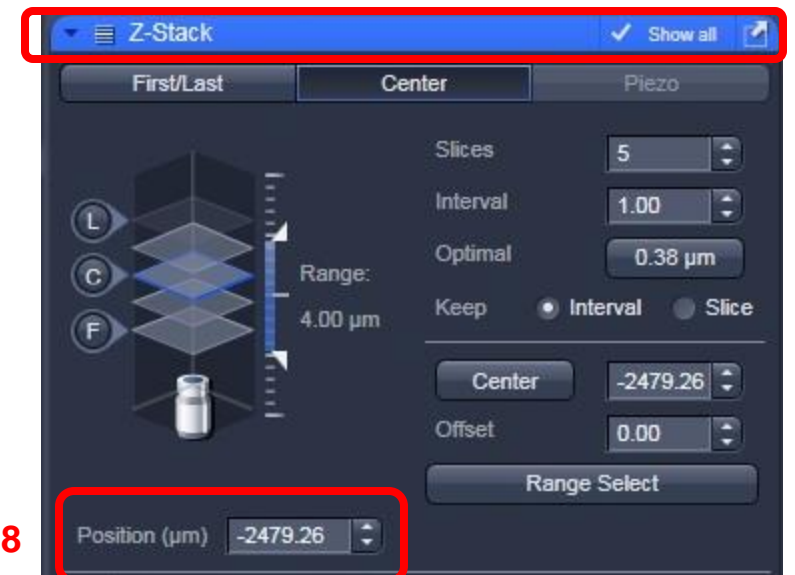 Z-Stack Show all
First/Last Center Piezo
Slices 5
Interval 1.00
Optimal 0.38 µm
Keep Interval Slice
L
C
F
Range:
4.00 µm
Center -2479.26
Offset 0.00
Range Select
8 Position (µm) -2479.26